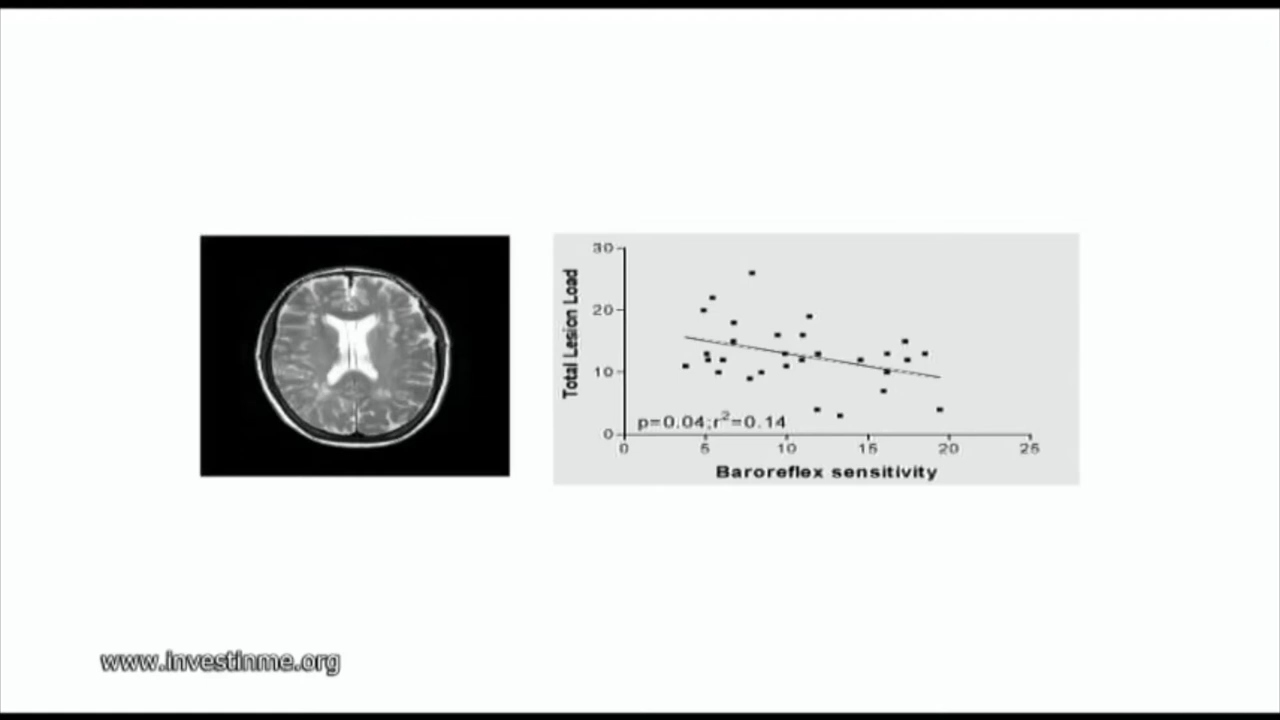 30
20
10
0
Total Lesion Load
p=0.04;r²=0.14
0 5 10 15 20 25
Baroreflex sensitivity
www.investinme.org